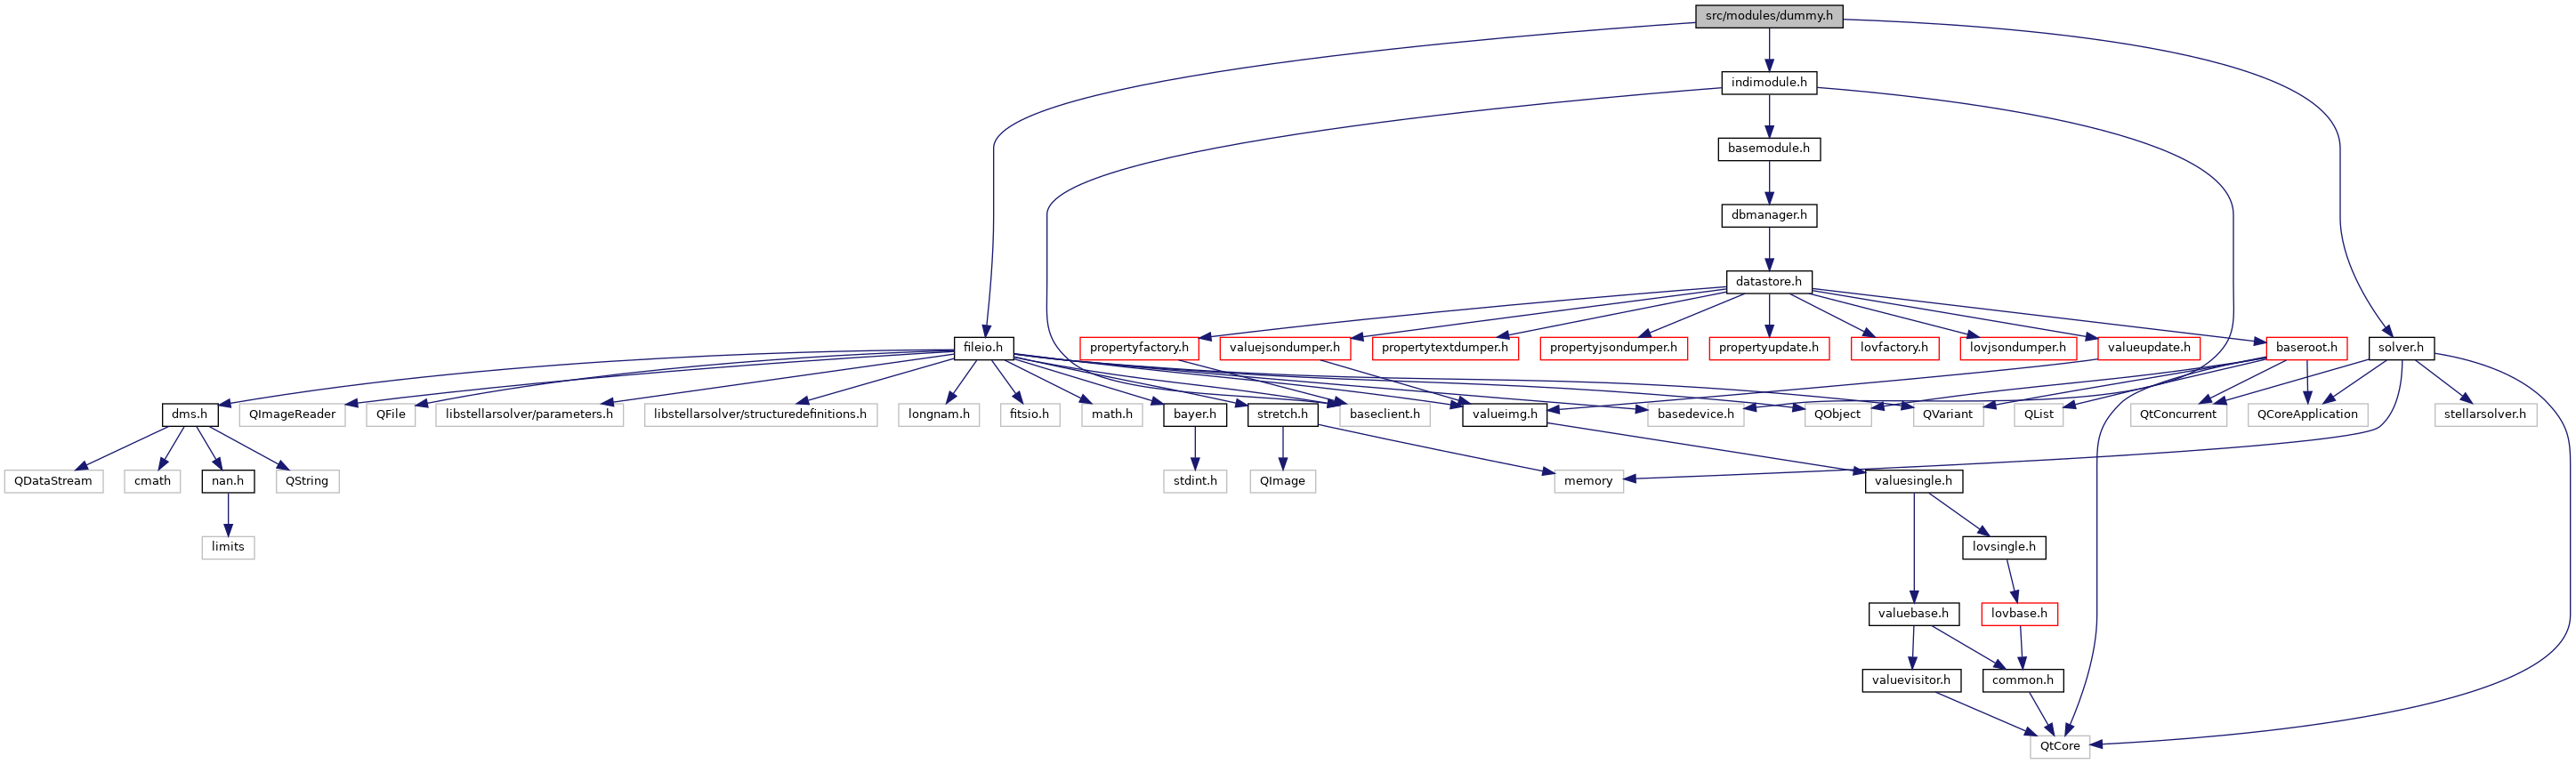 src/modules/dummy.h
indimodule.h
basemodule.h
dbmanager.h
datastore.h
fileio.h
propertyfactory.h
valuejsondumper.h
propertytextdumper.h
propertyjsondumper.h
propertyupdate.h
lovfactory.h
lovjsondumper.h
valueupdate.h
baseroot.h
solver.h
dms.h
QImageReader
QFile
libstellarsolver/parameters.h
libstellarsolver/structuredefinitions.h
longnam.h
fitsio.h
math.h
bayer.h
stretch.h
baseclient.h
valueimg.h
basedevice.h
QObject
QVariant
QList
QtConcurrent
QCoreApplication
stellarsolver.h
QDataStream
cmath
nan.h
QString
stdint.h
QImage
memory
valuesingle.h
limits
lovsingle.h
valuebase.h
lovbase.h
valuevisitor.h
common.h
QtCore